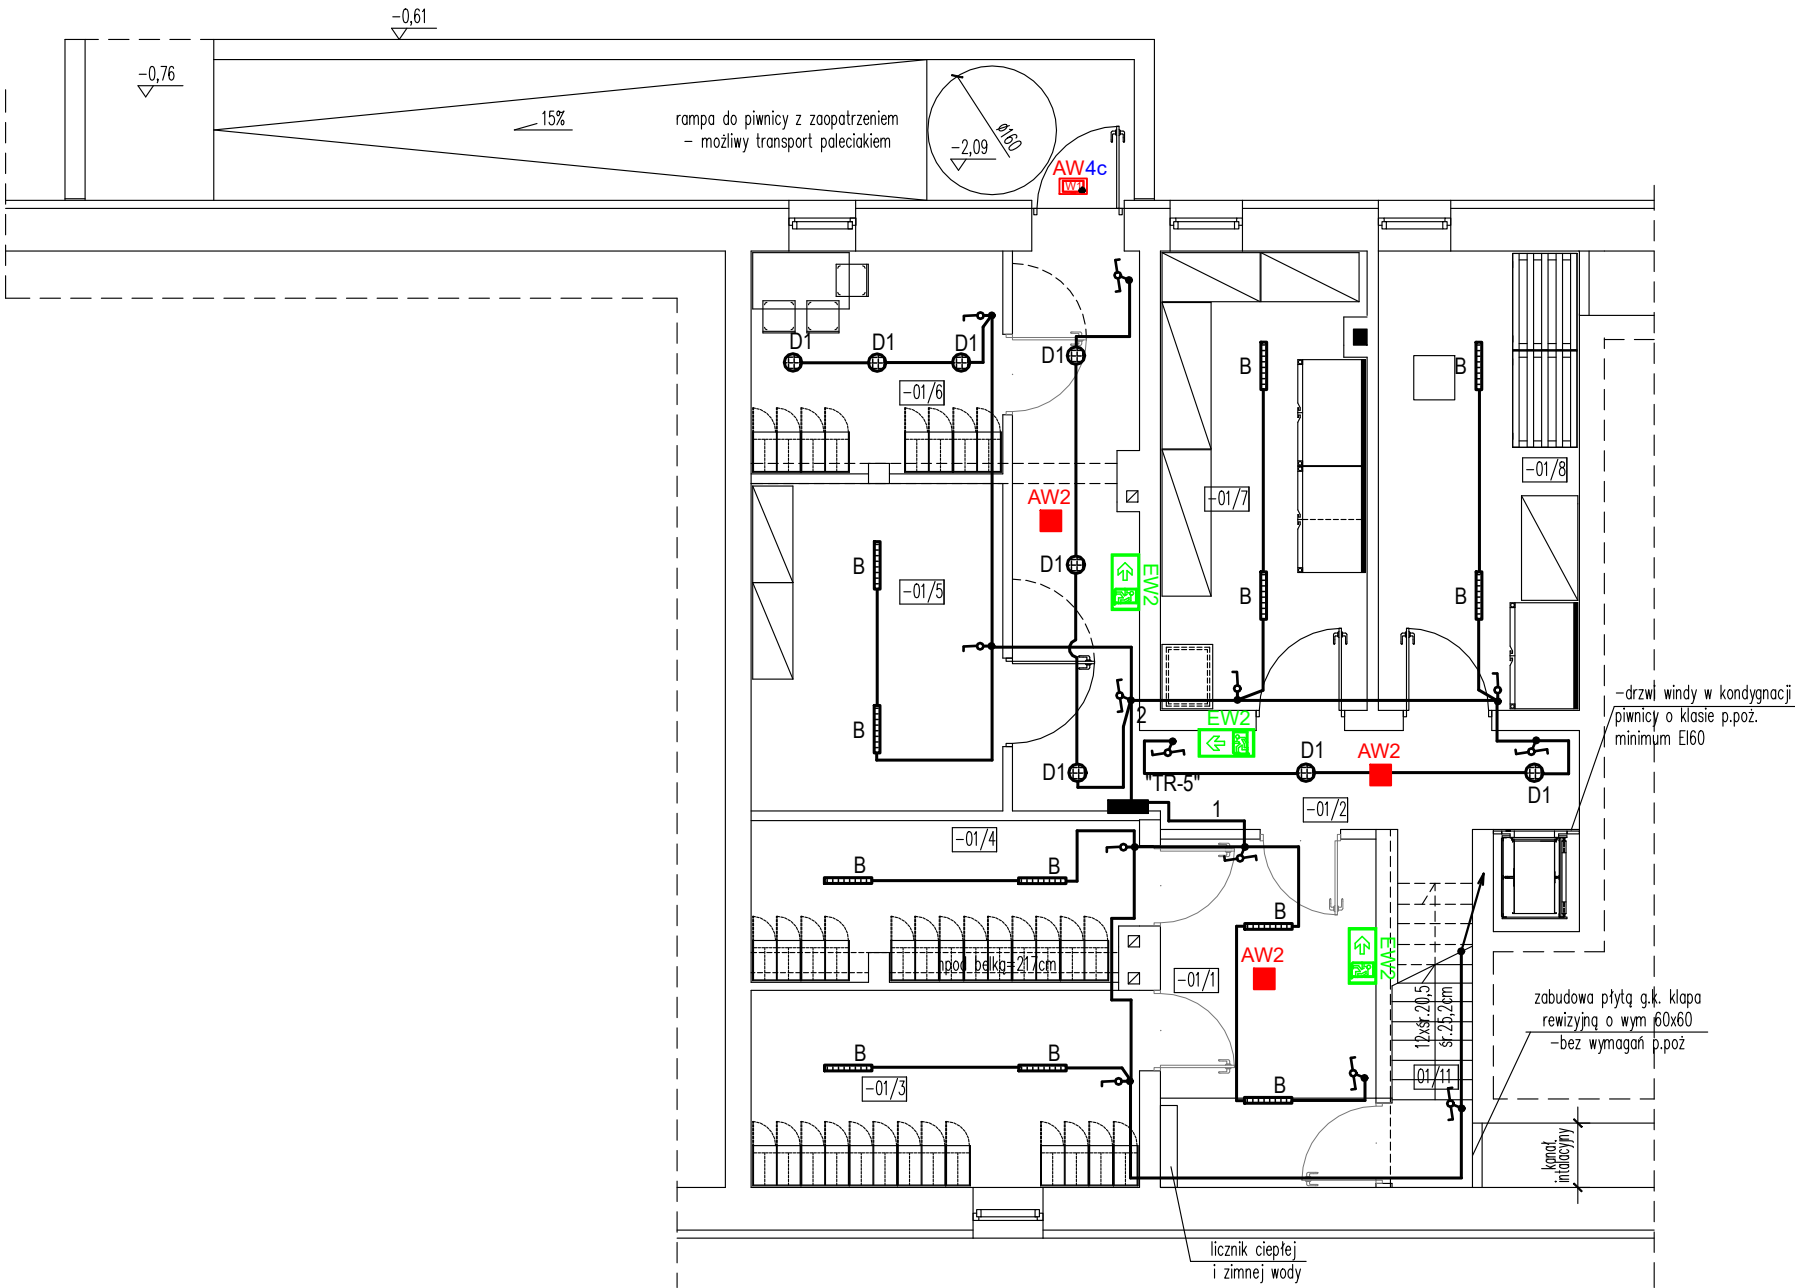 -0,61
-0,76
15%
rampa do piwnicy z zaopatrzeniem
- możliwy transport paleciakiem
ø160
-2,09
AW4c
D1
D1
D1
D1
-01/6
B
B
-01/8
AW2
-01/7
D1
EW2
B
-01/5
B
B
B
2
-drzwi windy w kondygnacji
piwnicy o klasie p.poż.
minimum EI60
EW2
D1
"TR-5"
D1
AW2
D1
1
-01/2
-01/4
B
B
B
hpod belką=217cm
AW2
EW2
-01/1
12xśr.20,5
śr.25,2cm
zabudowa płytą g.k. klapa
rewizyjną o wym 60x60
-bez wymagań p.poż
B
B
-01/3
B
01/11
kanał
intalacyjny
licznik ciepłej
i zimnej wody